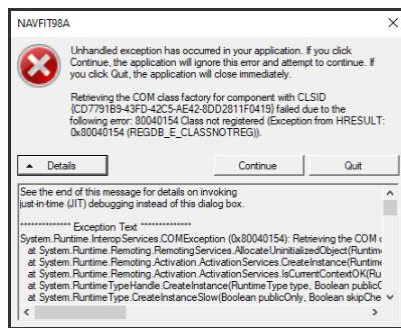 NAVFIT98A
Unhandled exception has occurred in your application. If you click
Continue, the application will ignore this error and attempt to continue. If
you click Quit, the application will close immediately.
Retrieving the COM class factory for component with CLSID
{CD7791B9-43FD-42C5-AE42-8DD2811F0419} failed due to the
following error: 80040154 Class not registered (Exception from HRESULT:
0x80040154 (REGDB_E_CLASSNOTREG)).
Details
Continue
Quit
See the end of this message for details on invoking
just-in-time (JIT) debugging instead of this dialog box.
************** Exception Text **************
System.Runtime.InteropServices.COMException (0x80040154): Retrieving the COM c
at System.Runtime.Remoting.RemotingServices.AllocateUninitializedObject(Runtime
at System.Runtime.Remoting.Activation.ActivationServices.CreateInstance(Runtime
at System.Runtime.Remoting.Activation.ActivationServices.IsCurrentContextOK(Ru
at System.RuntimeTypeHandle.CreateInstance(RuntimeType type, Boolean publicO
at System.RuntimeType.CreateInstanceSlow(Boolean publicOnly, Boolean skipChe